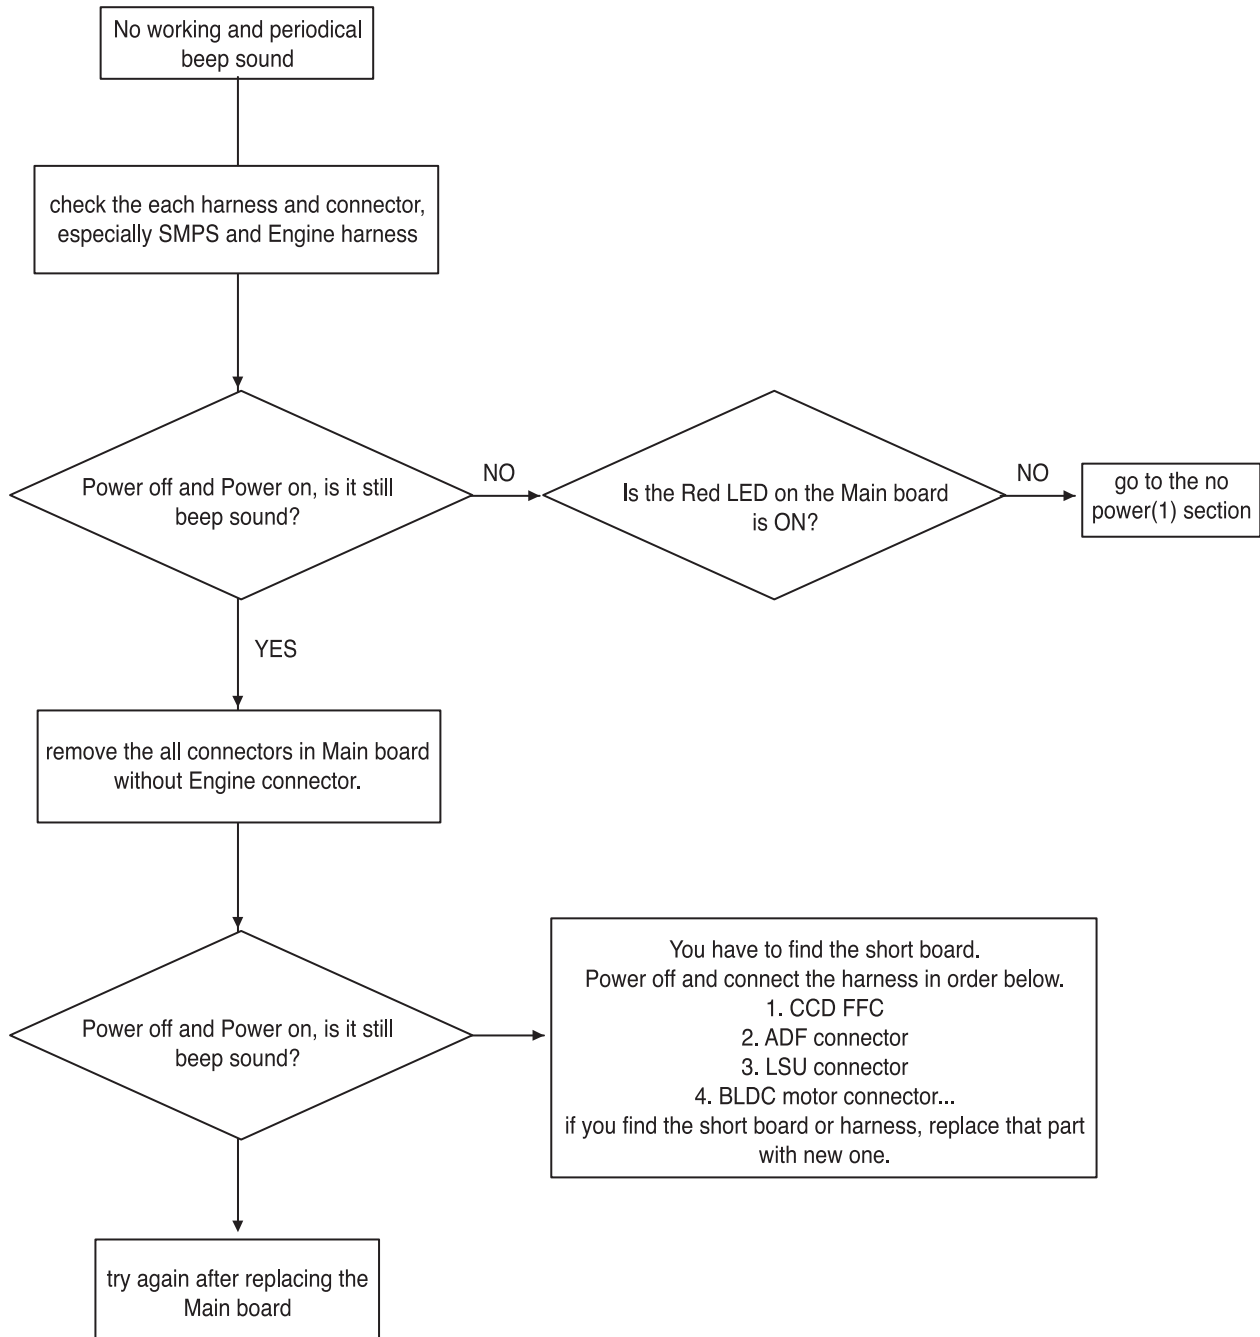 No working and periodical
beep sound
check the each harness and connector,
especially SMPS and Engine harness
Power off and Power on, is it still
beep sound?
NO
Is the Red LED on the Main board
is ON?
NO
go to the no
power(1) section
YES
remove the all connectors in Main board
without Engine connector.
Power off and Power on, is it still
beep sound?
You have to find the short board.
Power off and connect the harness in order below.
1. CCD FFC
2. ADF connector
3. LSU connector
4. BLDC motor connector...
if you find the short board or harness, replace that part
with new one.
try again after replacing the
Main board